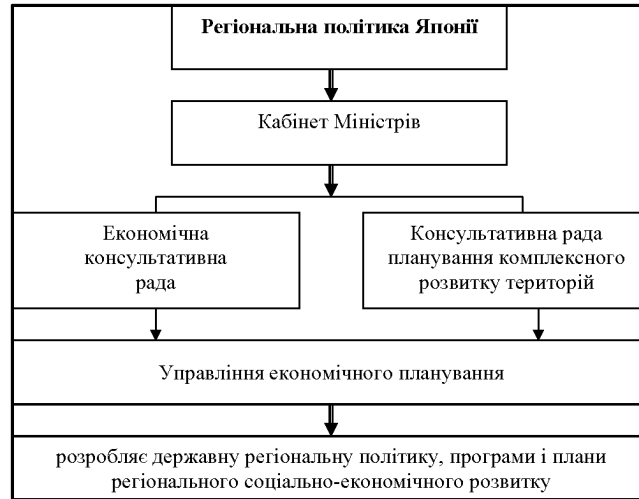 Регіональна політика Японії
Кабінет Міністрів
Економічна
консультативна
рада
Консультативна рада
планування комплексного
розвитку територій
Управління економічного планування
розробляє державну регіональну політику, програми і плани
регіонального соціально-економічного розвитку